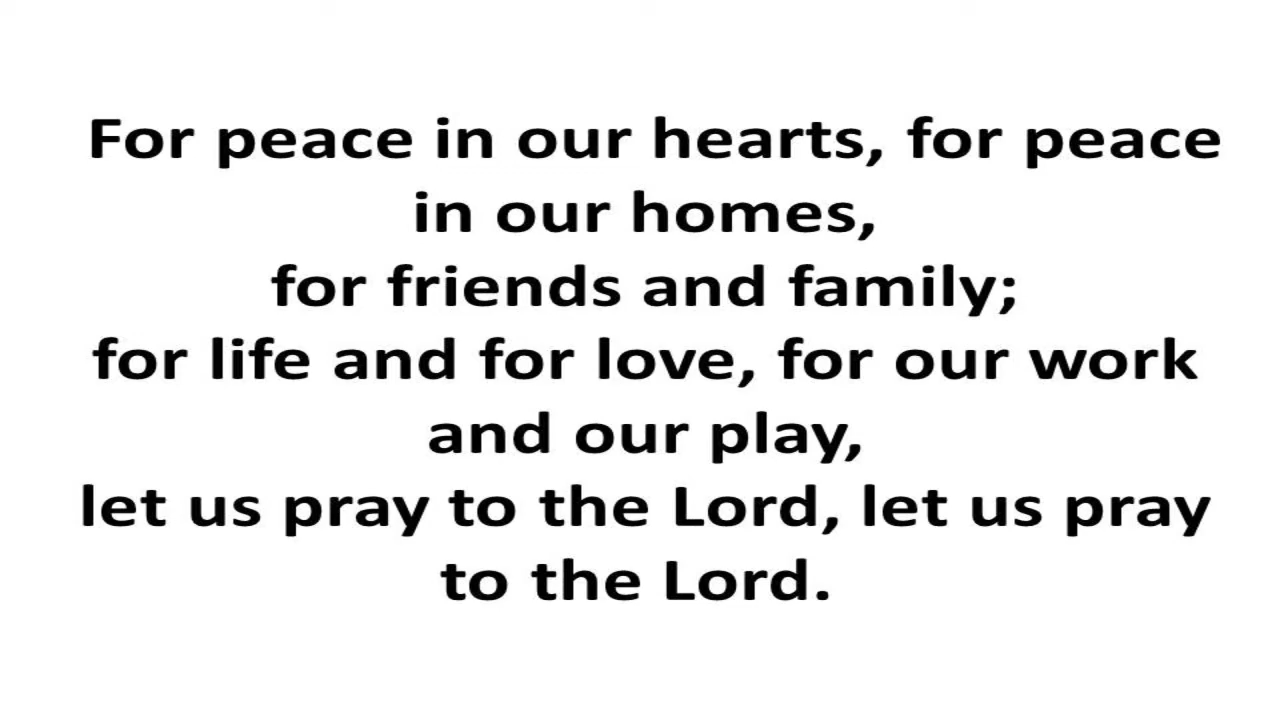 For peace in our hearts, for peace
in our homes,
for friends and family;
for life and for love, for our work
and our play,
let us pray to the Lord, let us pray
to the Lord.